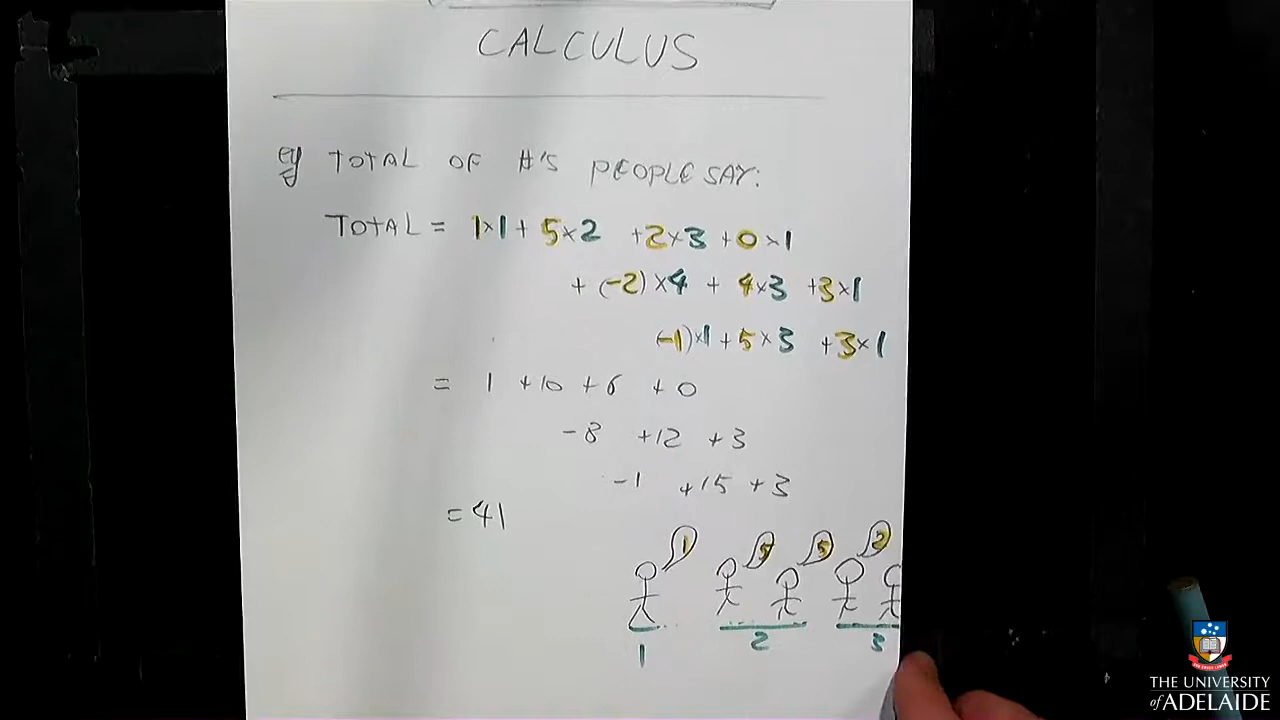 CALCULUS
eg TOTAL OF #'S PEOPLE SAY:
TOTAL = 1×1 + 5×2 +2×3 +0×1
+ (-2)×4 + 4×3 +3×1
(-1)×1 +5×3 +3×1
= 1 +10 +6 +0
-8 +12 +3
-1 +15 +3
=41
1 5 5 2
1 2 3
THE UNIVERSITY
of ADELAIDE